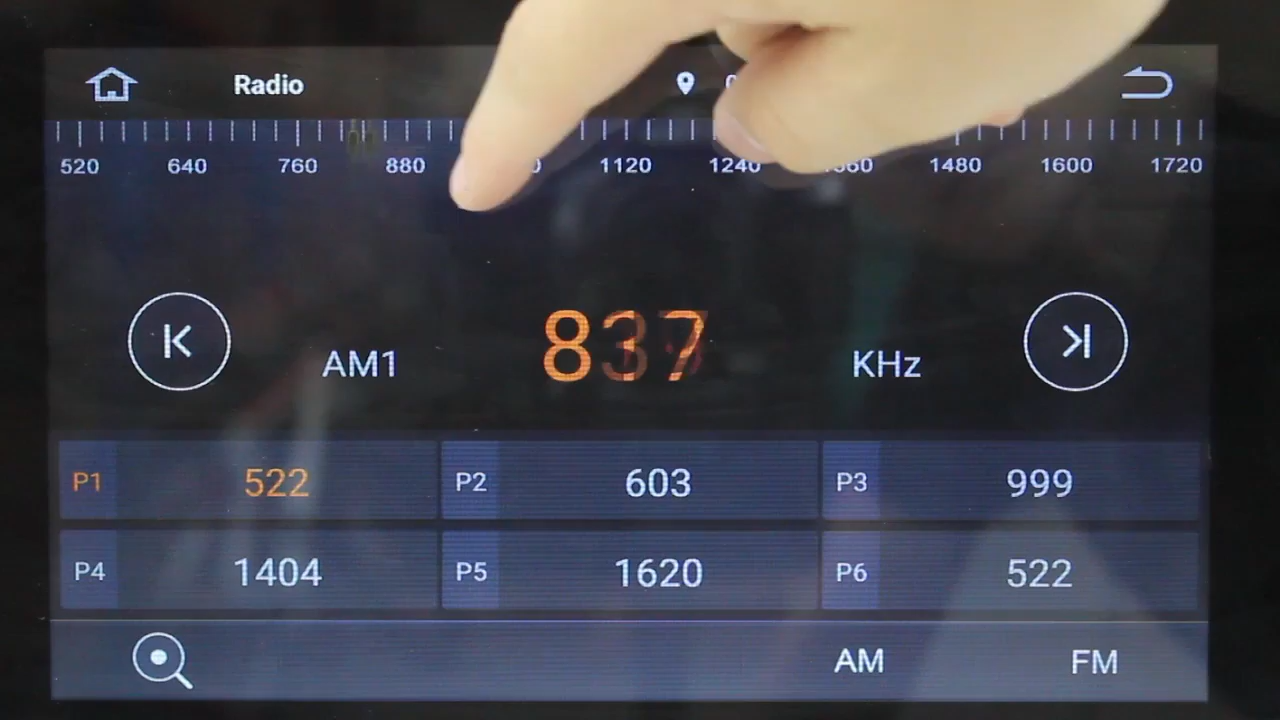 Radio
520 640 760 880 1120 1240 1480 1600 1720
AM1 837 KHz
P1 522 P2 603 P3 999
P4 1404 P5 1620 P6 522
AM FM